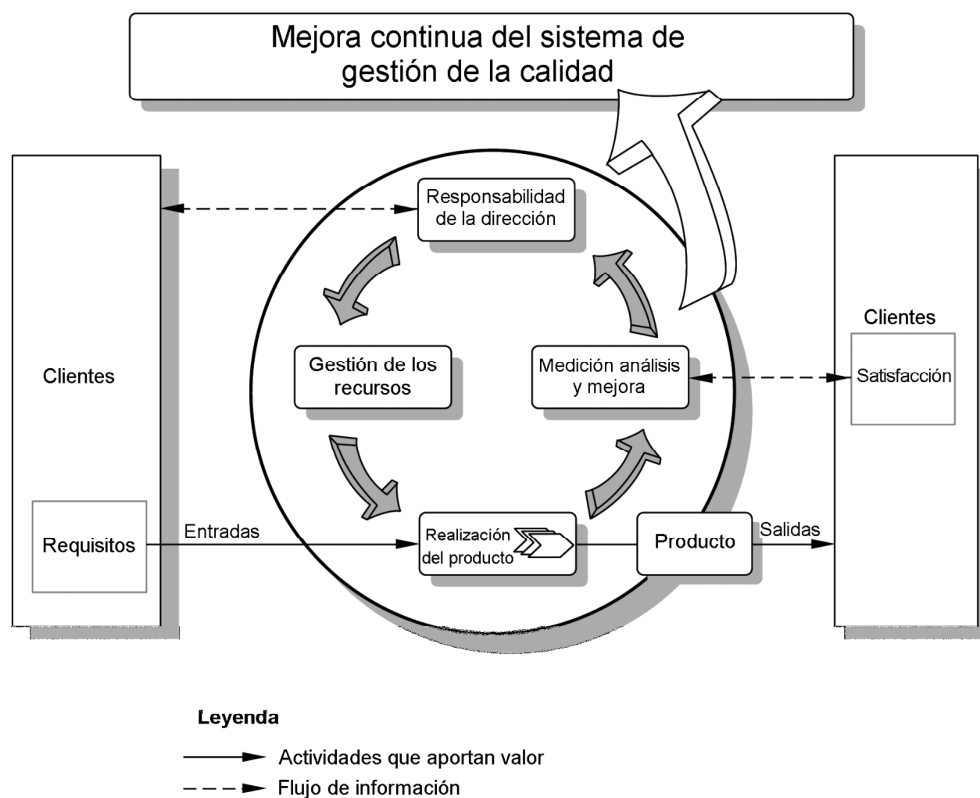 Mejora continua del sistema de
gestión de la calidad
Responsabilidad
de la dirección
Clientes
Gestión de los
recursos
Medición análisis
y mejora
Clientes
Satisfacción
Requisitos
Entradas
Realización
del producto
Producto
Salidas
Leyenda
Actividades que aportan valor
Flujo de información